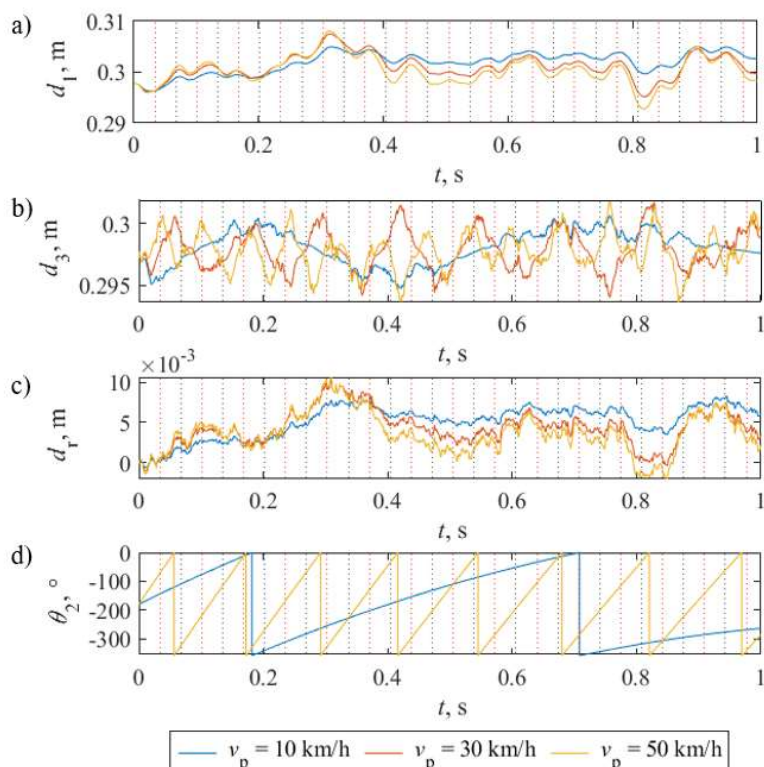 a)
d1, m
0.31
0.3
0.29
0 0.2 0.4 0.6 0.8 1
t, s
b)
d3, m
0.3
0.295
0 0.2 0.4 0.6 0.8 1
t, s
×10-3
c)
dr, m
10
5
0
0 0.2 0.4 0.6 0.8 1
t, s
d)
θ2, °
0
-100
-200
-300
0 0.2 0.4 0.6 0.8 1
t, s
vp = 10 km/h vp = 30 km/h vp = 50 km/h